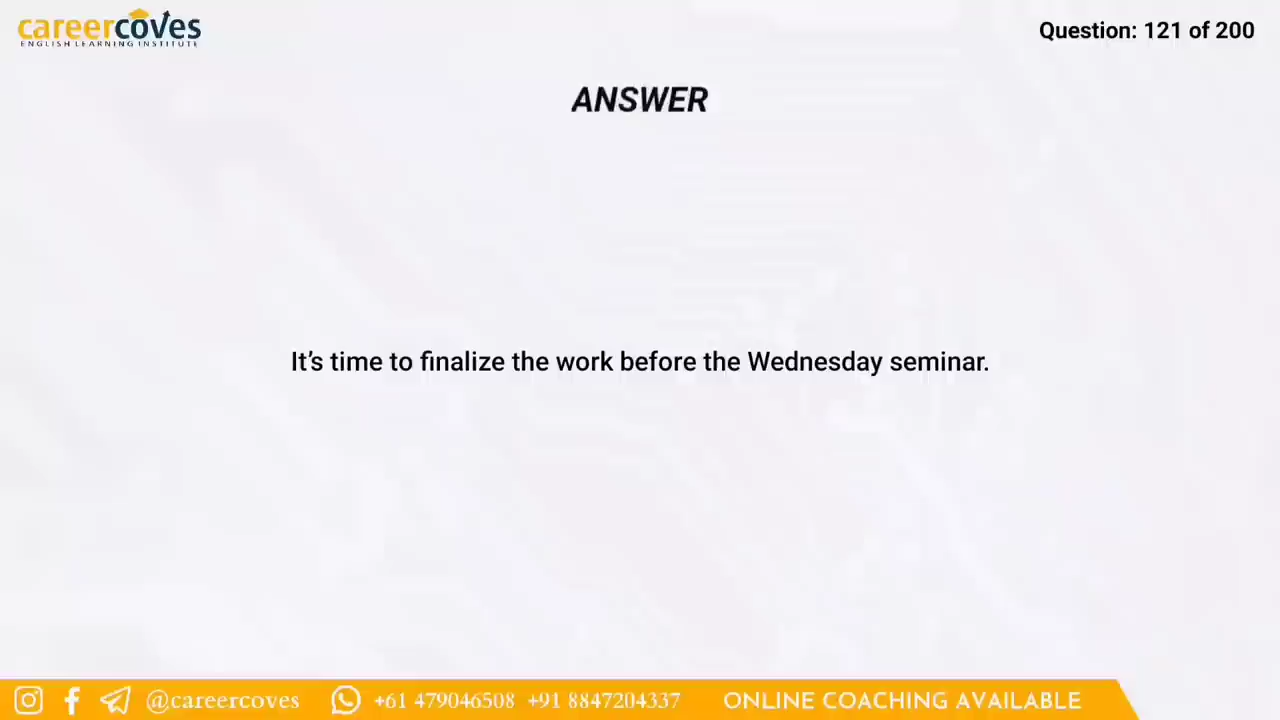 careercoves
ENGLISH LEARNING INSTITUTE
Question: 121 of 200
ANSWER
It’s time to finalize the work before the Wednesday seminar.
@careercoves +61 479046508 +91 8847204337 ONLINE COACHING AVAILABLE